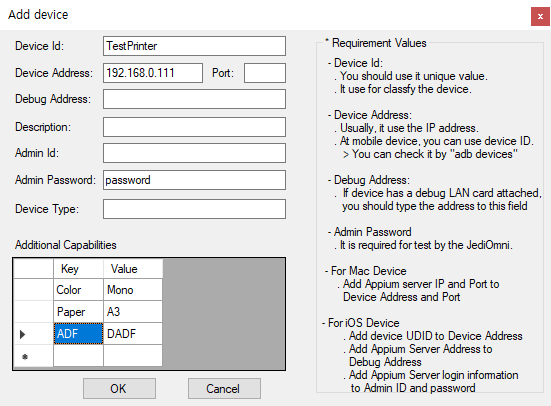 Add device
x
Device Id: TestPrinter
Device Address: 192.168.0.111 Port:
Debug Address:
Description:
Admin Id:
Admin Password: password
Device Type:
Additional Capabilities
Key Value
Color Mono
Paper A3
ADF DADF
OK Cancel
* Requirement Values
- Device Id:
. You should use it unique value.
. It use for classfy the device.
- Device Address:
. Usually, it use the IP address.
. At mobile device, you can use device ID.
> You can check it by "adb devices"
- Debug Address:
. If device has a debug LAN card attached,
you should type the address to this field
- Admin Password
. It is required for test by the JediOmni.
- For Mac Device
. Add Appium server IP and Port to
Device Address and Port
- For iOS Device
. Add device UDID to Device Address
. Add Appium Server Address to
Debug Address
. Add Appium Server login information
to Admin ID and password